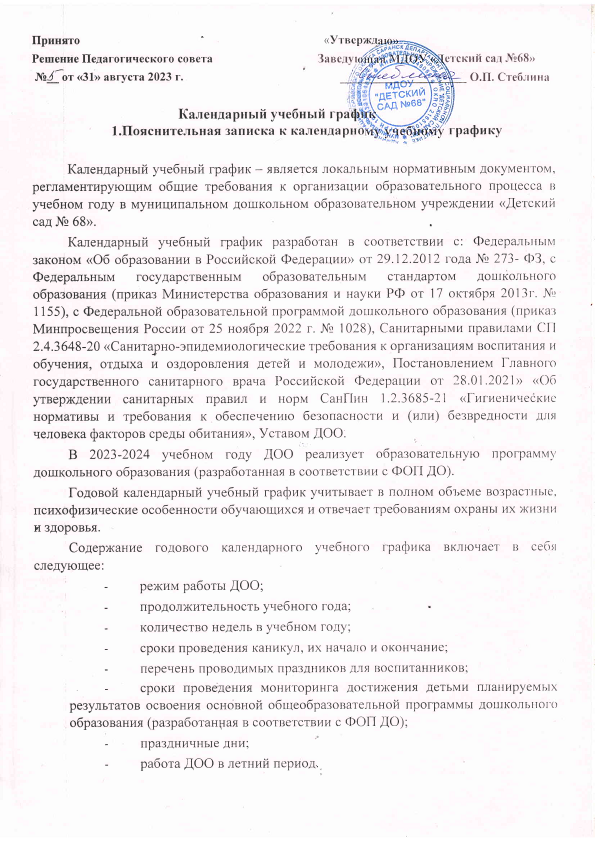 Принято «Утверждаю»
Решение Педагогического совета Заведующая МДОУ «Детский сад №68»
№5 от «31» августа 2023 г. О.П. Стеблина
МДОУ
"ДЕТСКИЙ
САД №68"
Календарный учебный график
1.Пояснительная записка к календарному учебному графику
Календарный учебный график – является локальным нормативным документом,
регламентирующим общие требования к организации образовательного процесса в
учебном году в муниципальном дошкольном образовательном учреждении «Детский
сад № 68».
Календарный учебный график разработан в соответствии с: Федеральным
законом «Об образовании в Российской Федерации» от 29.12.2012 года № 273- ФЗ, с
Федеральным государственным образовательным стандартом дошкольного
образования (приказ Министерства образования и науки РФ от 17 октября 2013г. №
1155), с Федеральной образовательной программой дошкольного образования (приказ
Минпросвещения России от 25 ноября 2022 г. № 1028), Санитарными правилами СП
2.4.3648-20 «Санитарно-эпидемиологические требования к организациям воспитания и
обучения, отдыха и оздоровления детей и молодежи», Постановлением Главного
государственного санитарного врача Российской Федерации от 28.01.2021» «Об
утверждении санитарных правил и норм СанПин 1.2.3685-21 «Гигиенические
нормативы и требования к обеспечению безопасности и (или) безвредности для
человека факторов среды обитания», Уставом ДОО.
В 2023-2024 учебном году ДОО реализует образовательную программу
дошкольного образования (разработанная в соответствии с ФОП ДО).
Годовой календарный учебный график учитывает в полном объеме возрастные,
психофизические особенности обучающихся и отвечает требованиям охраны их жизни
и здоровья.
Содержание годового календарного учебного графика включает в себя
следующее:
- режим работы ДОО;
- продолжительность учебного года;
- количество недель в учебном году;
- сроки проведения каникул, их начало и окончание;
- перечень проводимых праздников для воспитанников;
- сроки проведения мониторинга достижения детьми планируемых
результатов освоения основной общеобразовательной программы дошкольного
образования (разработанная в соответствии с ФОП ДО);
- праздничные дни;
- работа ДОО в летний период.